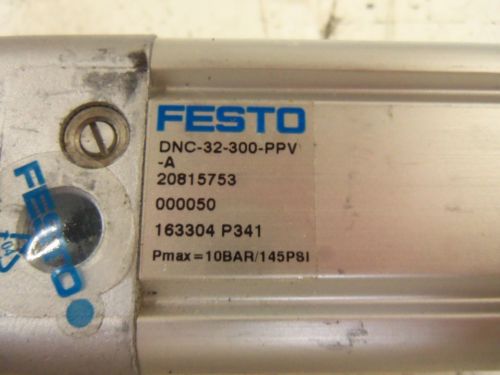 FESTO
DNC-32-300-PPV
-A
20815753
000050
163304 P341
Pmax=10BAR/145PSI
FESTO